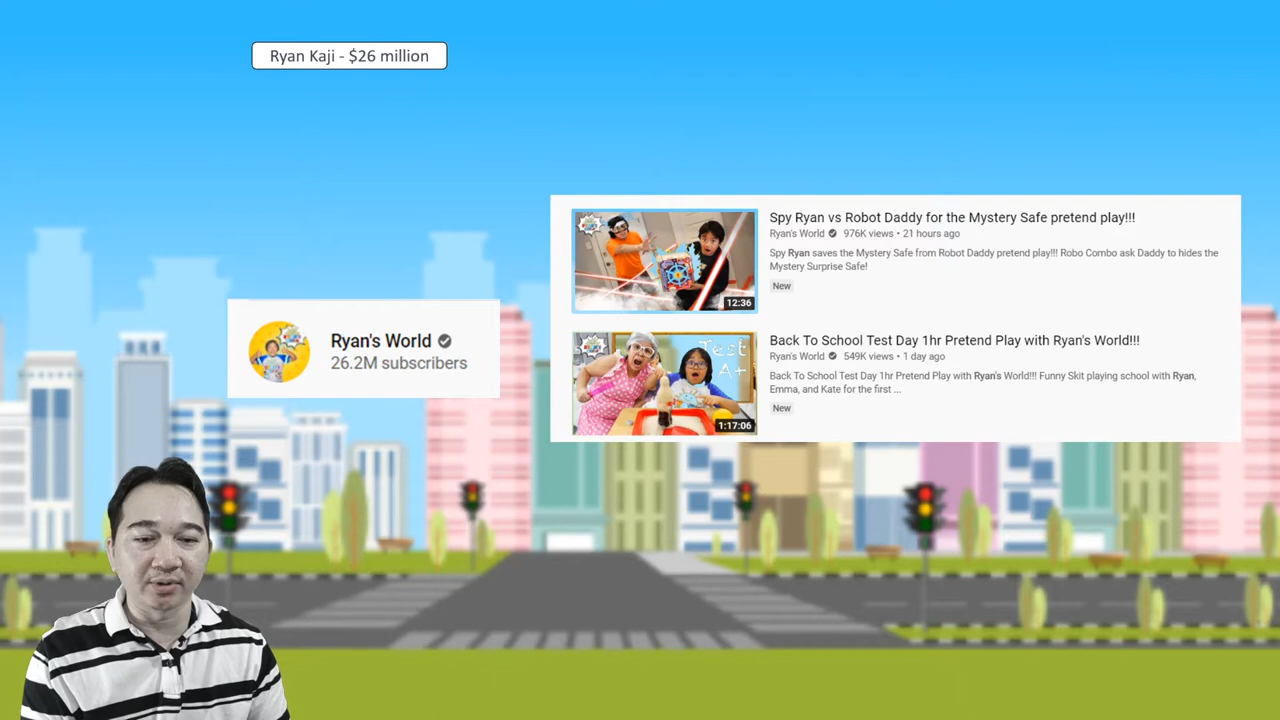 Ryan Kaji - $26 million
Ryan's World
26.2M subscribers
Spy Ryan vs Robot Daddy for the Mystery Safe pretend play!!!
Ryan's World 976K views • 21 hours ago
Spy Ryan saves the Mystery Safe from Robot Daddy pretend play!!! Robo Combo ask Daddy to hides the
Mystery Surprise Safe!
New
12:36
Back To School Test Day 1hr Pretend Play with Ryan's World!!!
Ryan's World 549K views • 1 day ago
Back To School Test Day 1hr Pretend Play with Ryan's World!!! Funny Skit playing school with Ryan,
Emma, and Kate for the first ...
New
Test
A+
1:17:06